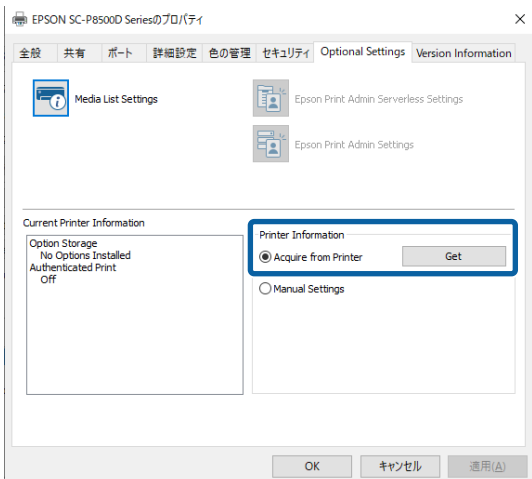 EPSON SC-P8500D Seriesのプロパティ
全般 共有 ポート 詳細設定 色の管理 セキュリティ Optional Settings Version Information
Media List Settings
Epson Print Admin Serverless Settings
Epson Print Admin Settings
Current Printer Information
Option Storage
No Options Installed
Authenticated Print
Off
Printer Information
Acquire from Printer Get
Manual Settings
OK キャンセル 適用(A)